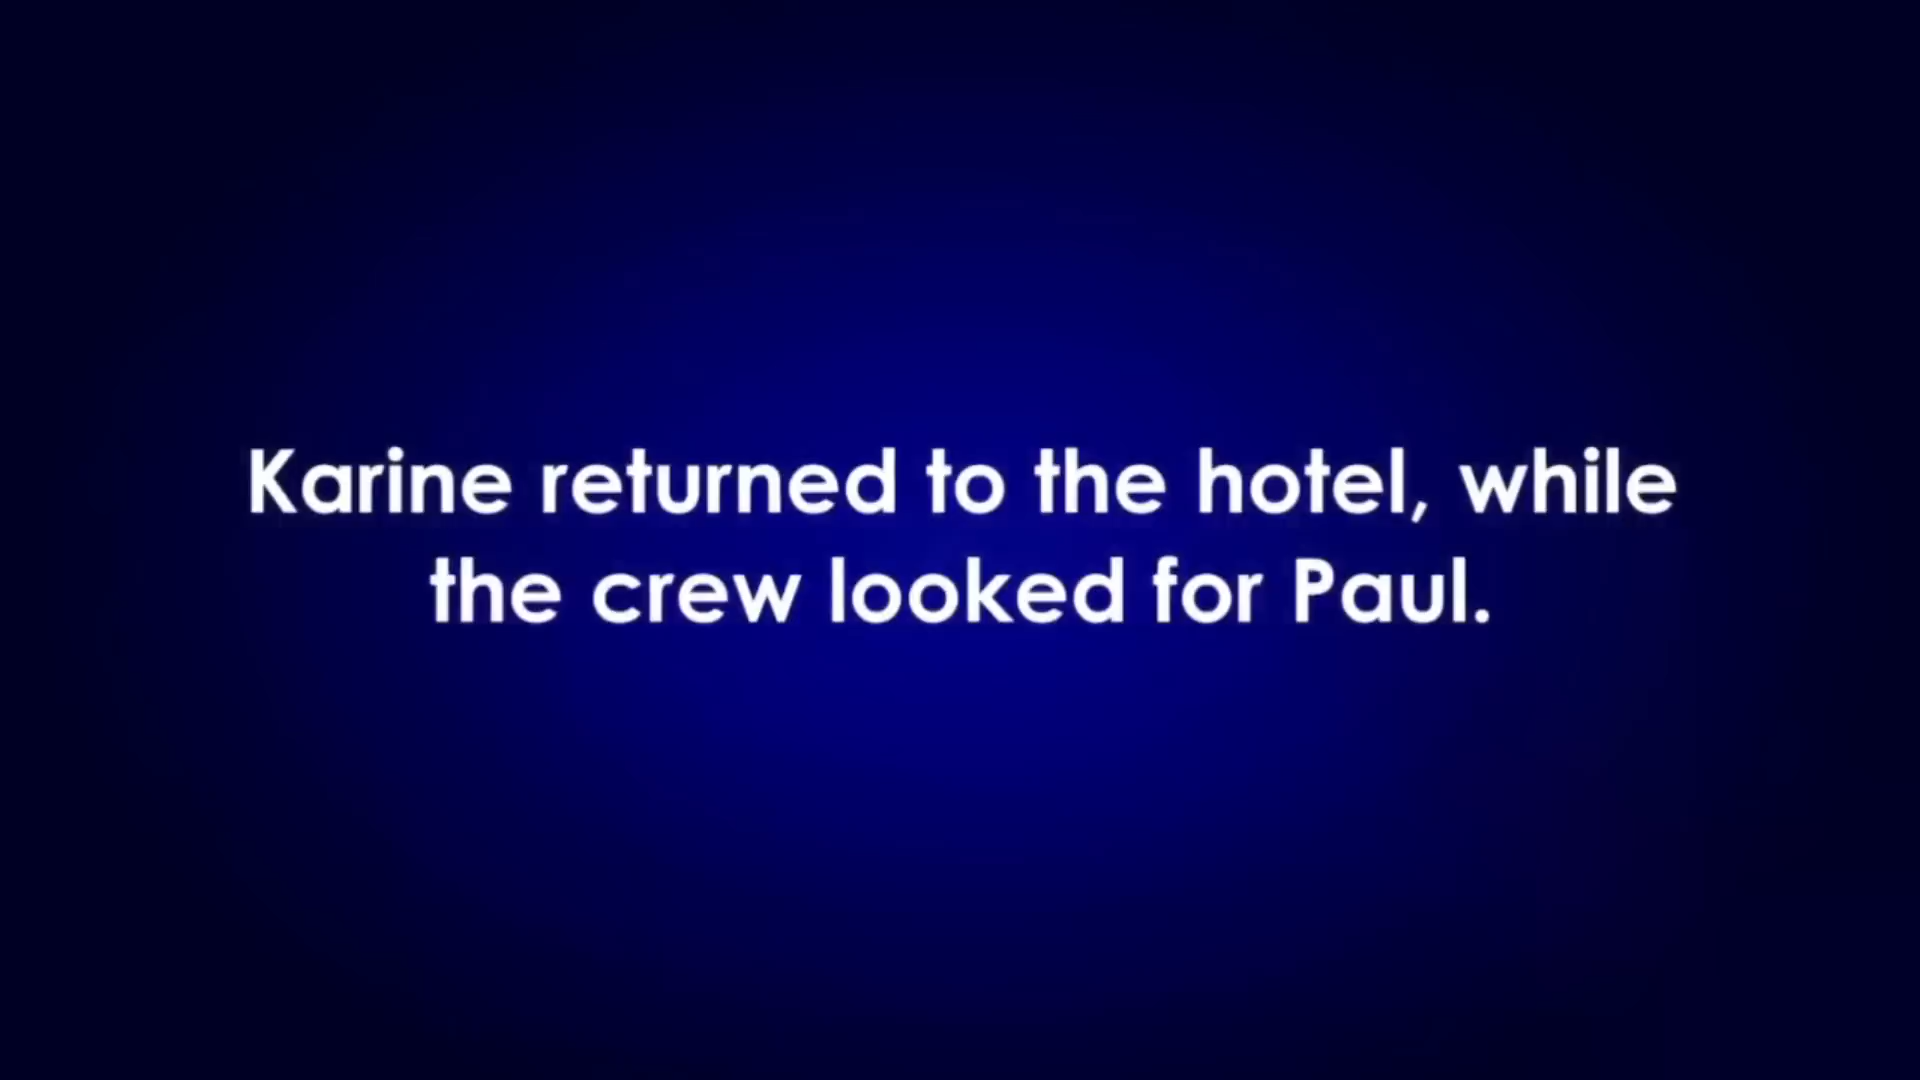 Karine returned to the hotel, while
the crew looked for Paul.